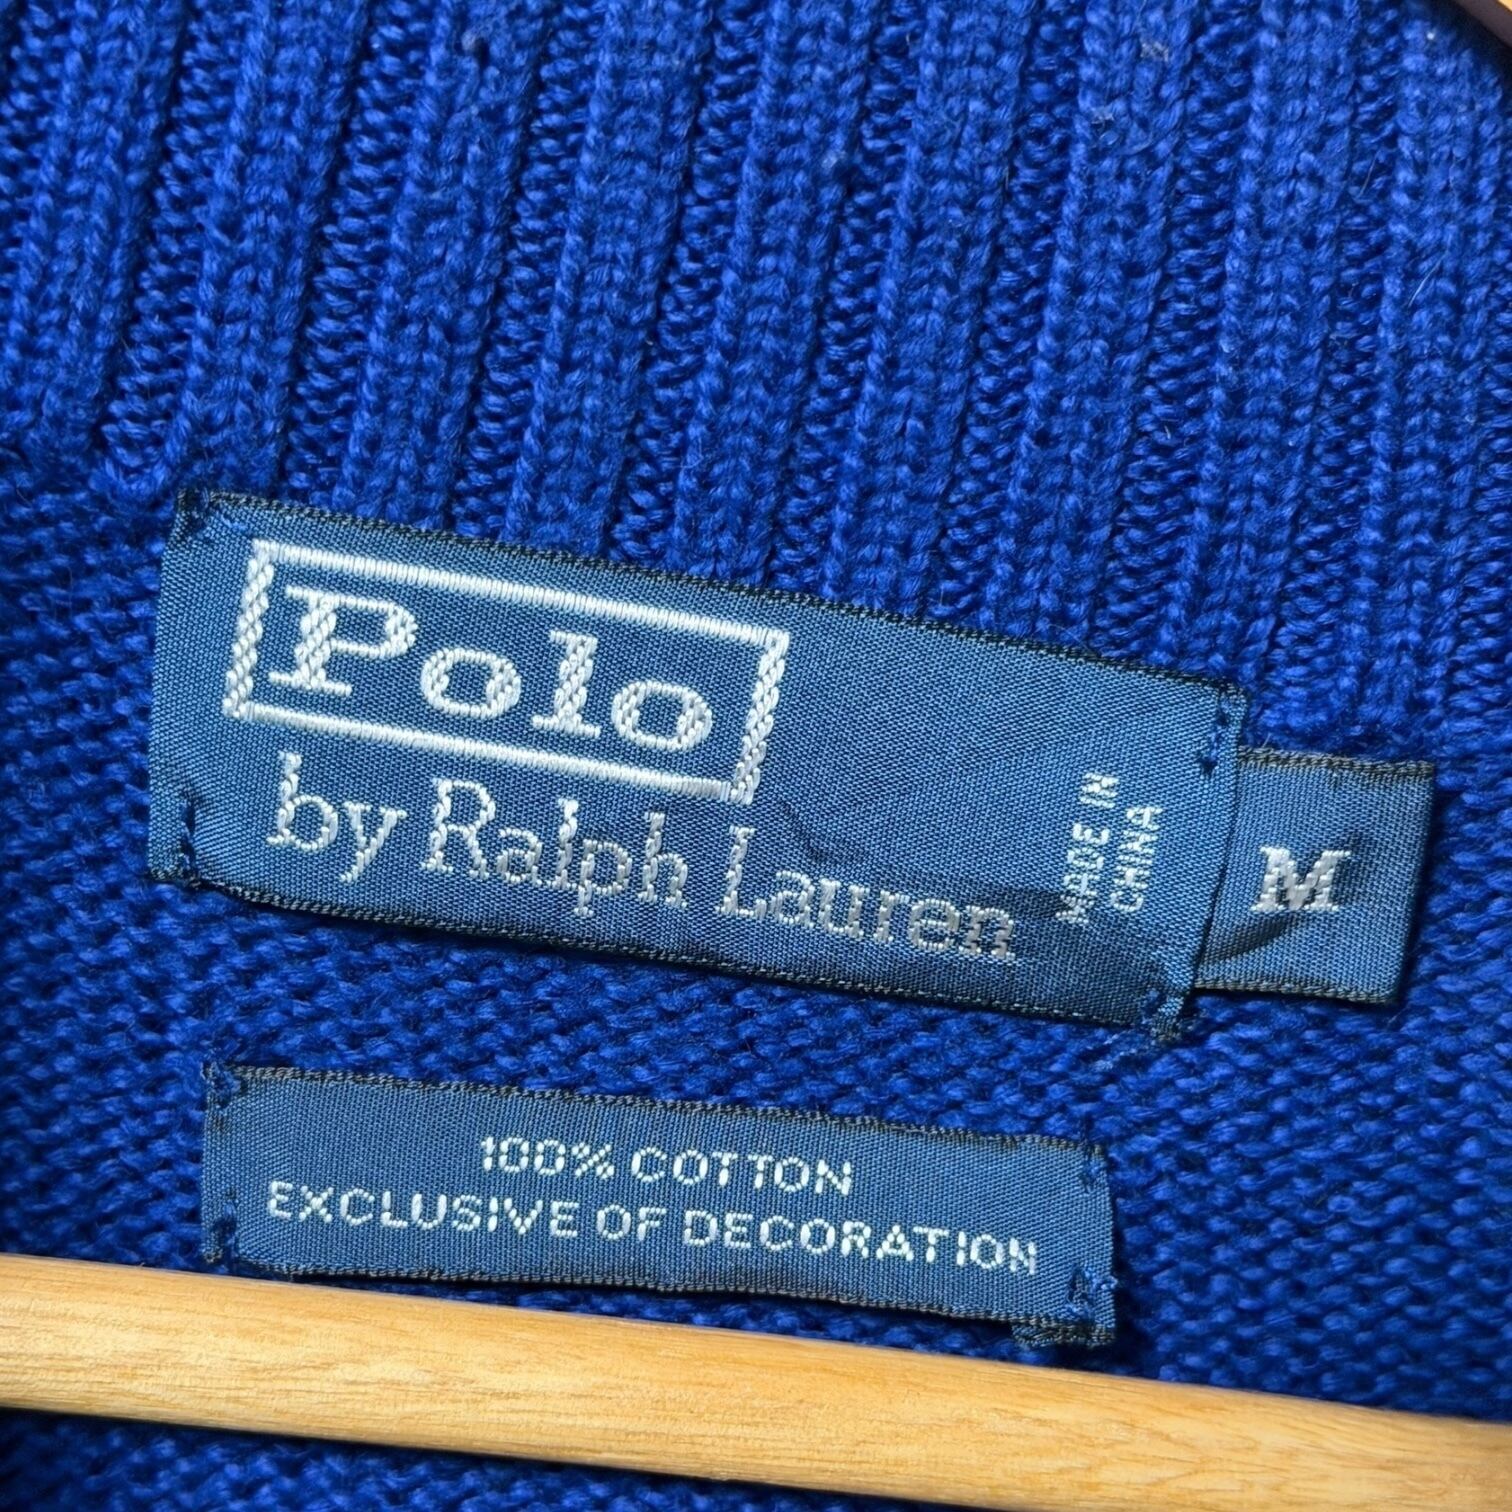 Polo
by Ralph Lauren
MADE IN
CHINA
M
100% COTTON
EXCLUSIVE OF DECORATION